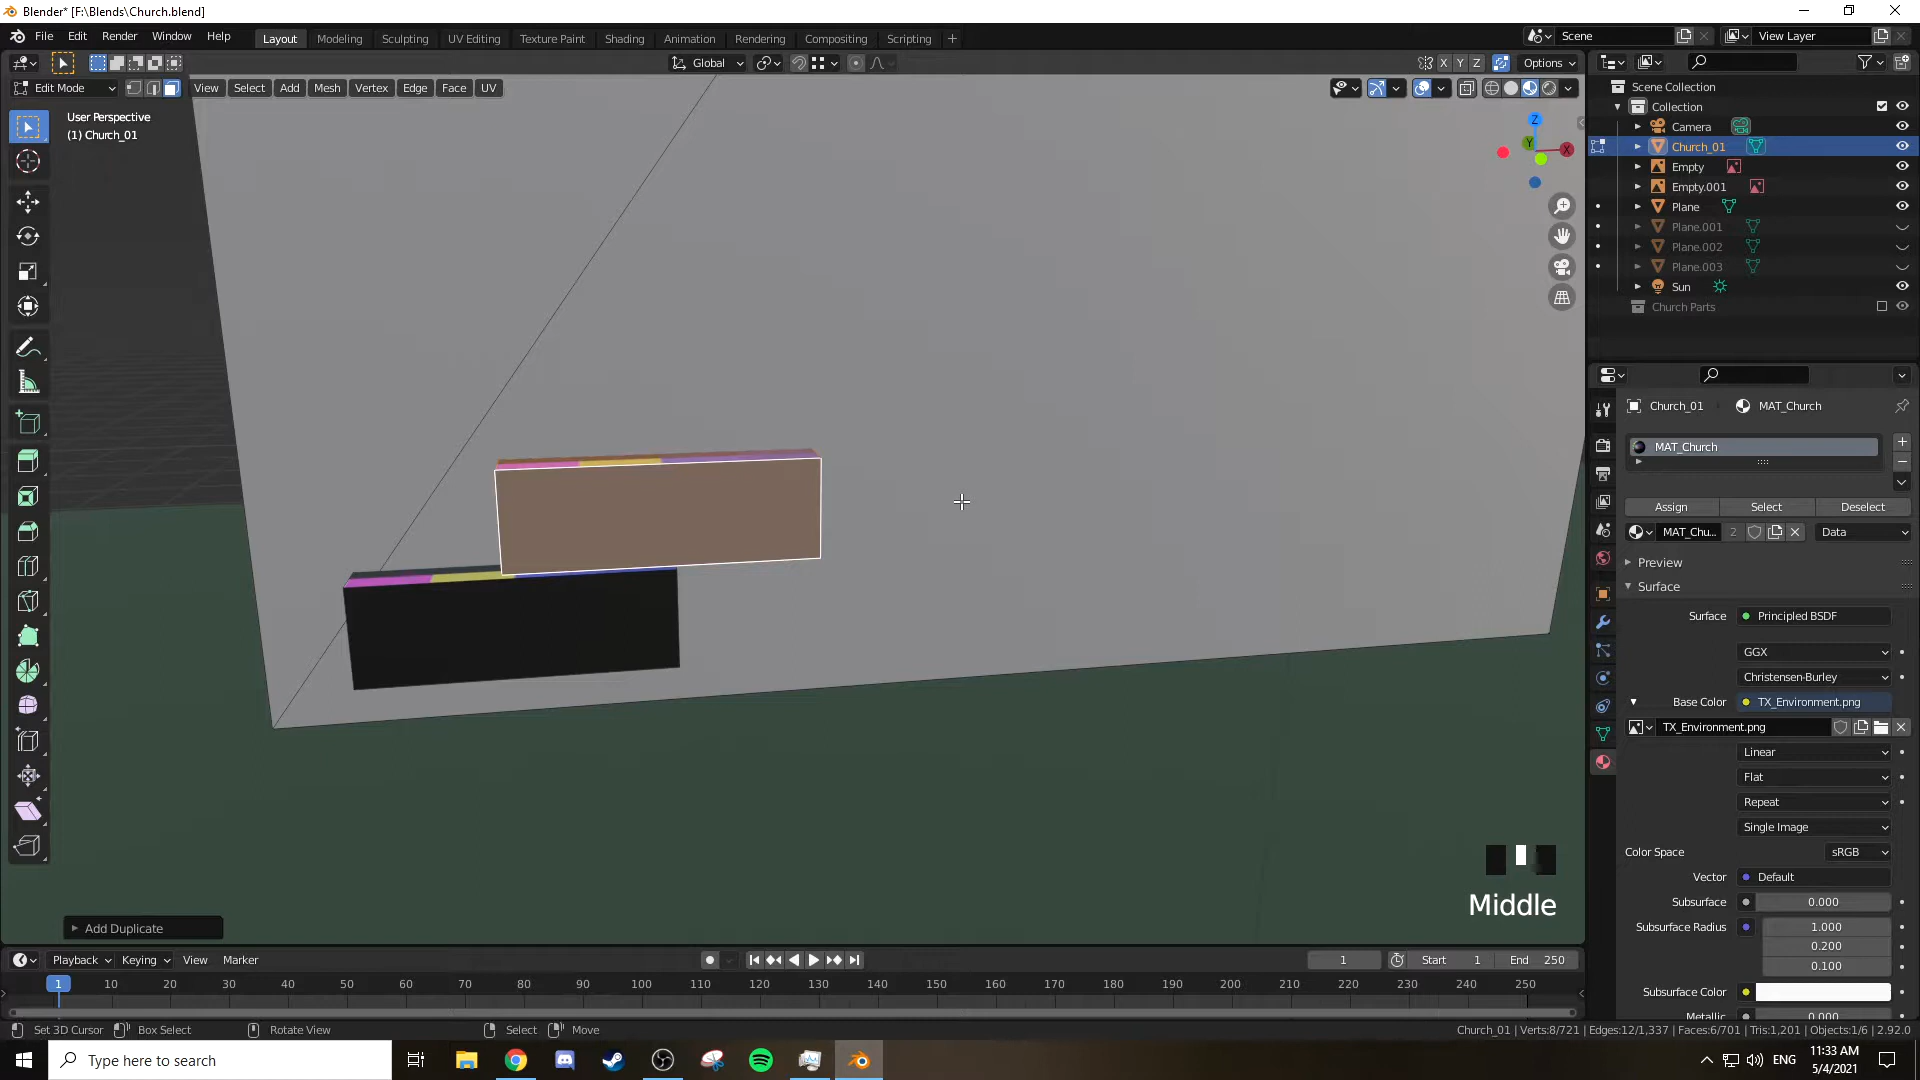 Blender* [F:\Blends\Church.blend]
File Edit Render Window Help
Layout Modeling Sculpting UV Editing Texture Paint Shading Animation Rendering Compositing Scripting +
Scene
View Layer
Global
X Y Z
Options
Edit Mode
View Select Add Mesh Vertex Edge Face UV
User Perspective
(1) Church_01
Z
Y
X
Scene Collection
Collection
Camera
Church_01
Empty
Empty.001
Plane
Plane.001
Plane.002
Plane.003
Sun
Church Parts
Church_01 MAT_Church
MAT_Church
Assign Select Deselect
MAT_Chu... 2 Data
Preview
Surface
Surface Principled BSDF
GGX
Christensen-Burley
Base Color TX_Environment.png
TX_Environment.png
Linear
Flat
Repeat
Single Image
Color Space sRGB
Vector Default
Subsurface 0.000
Subsurface Radius 1.000
0.200
0.100
Subsurface Color
Metallic 0.000
Middle
Add Duplicate
Playback Keying View Marker
1 Start 1 End 250
1 10 20 30 40 50 60 70 80 90 100 110 120 130 140 150 160 170 180 190 200 210 220 230 240 250
Set 3D Cursor Box Select Rotate View Select Move
Church_01 | Verts:8/721 | Edges:12/1,337 | Faces:6/701 | Tris:1,201 | Objects:1/6 | 2.92.0
Type here to search
ENG
11:33 AM
5/4/2021